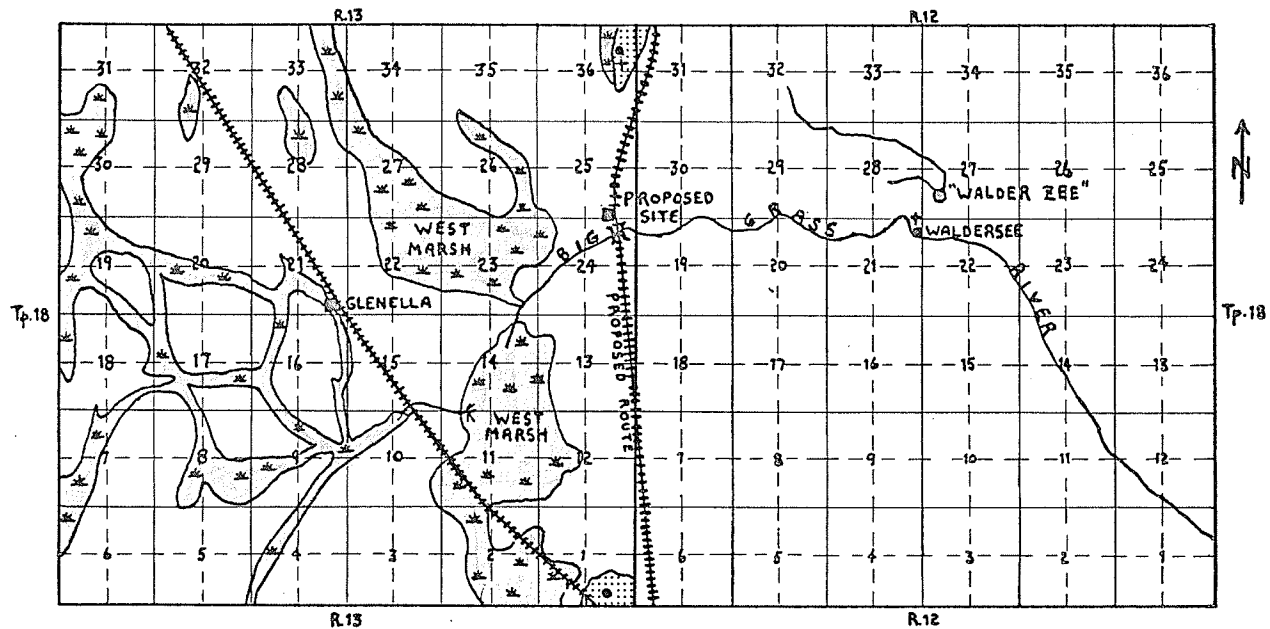 R.13 R.12
31 32 33 34 35 36 31 32 33 34 35 36
30 29 28 27 26 25 30 29 28 27 26 25
N
"WALDER ZEE"
PROPOSED
SITE
WEST
MARSH
BIG GRASS RIVER
WALDERSEE
19 20 21 22 23 24 19 20 21 22 23 24
GLENELLA
Tp.18 Tp.18
PROPOSED ROUTE
18 17 16 15 14 13 18 17 16 15 14 13
WEST
MARSH
7 8 9 10 11 12 7 8 9 10 11 12
6 5 4 3 2 1 6 5 4 3 2 1
R.13 R.12